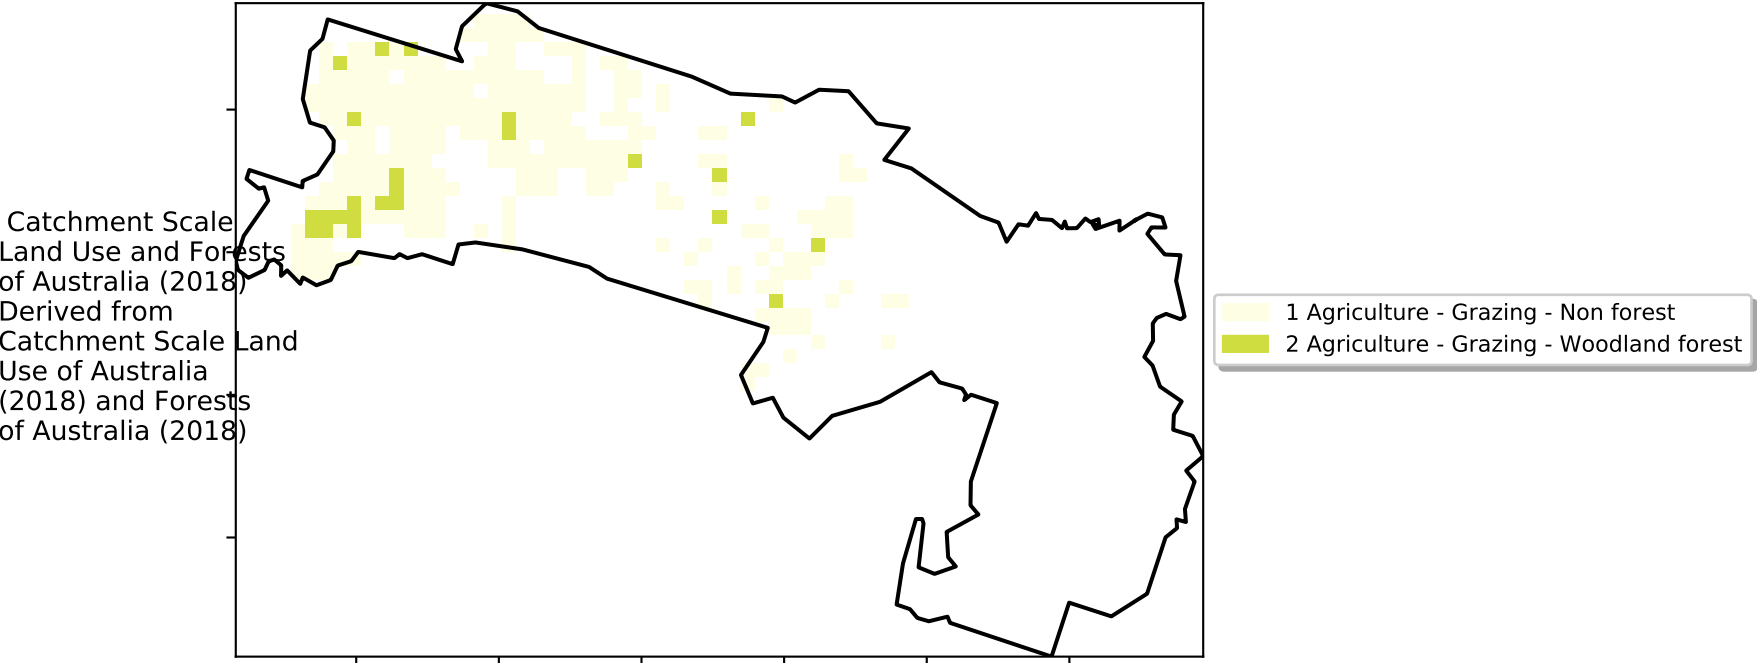 Catchment Scale
Land Use and Forests
of Australia (2018)
Derived from
Catchment Scale Land
Use of Australia
(2018) and Forests
of Australia (2018)
1 Agriculture - Grazing - Non forest
2 Agriculture - Grazing - Woodland forest